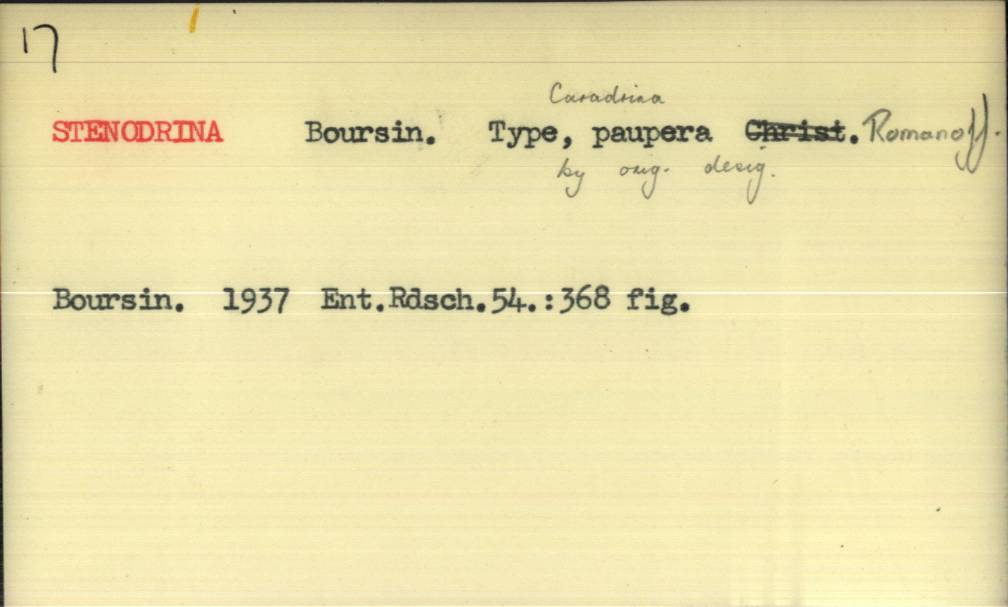 17
Caradrina
STENODRINA Boursin. Type, paupera Christ. Romanoff.
by orig. desig.
Boursin. 1937 Ent.Rdsch.54.:368 fig.